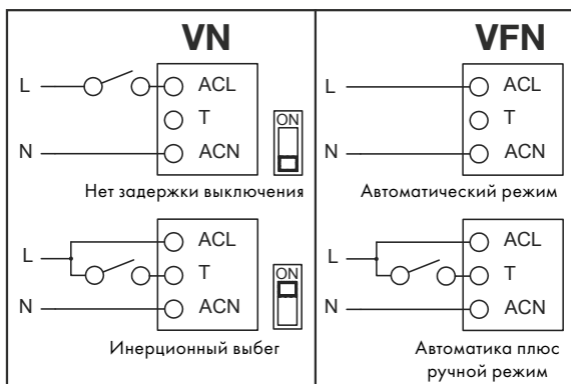 VN
L
ACL
T
N
ACN
ON
Нет задержки выключения
L
ACL
T
N
ACN
ON
Инерционный выбег
VFN
L
ACL
T
N
ACN
Автоматический режим
L
ACL
T
N
ACN
Автоматика плюс
ручной режим